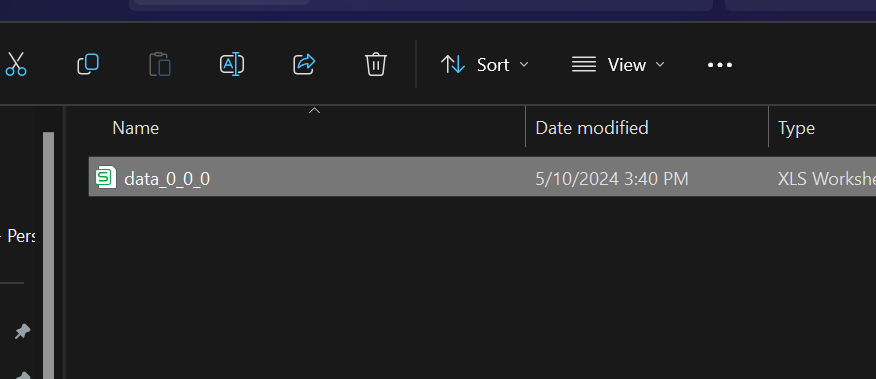 Sort View
Name Date modified Type
data_0_0_0 5/10/2024 3:40 PM XLS Workshe
- Pers